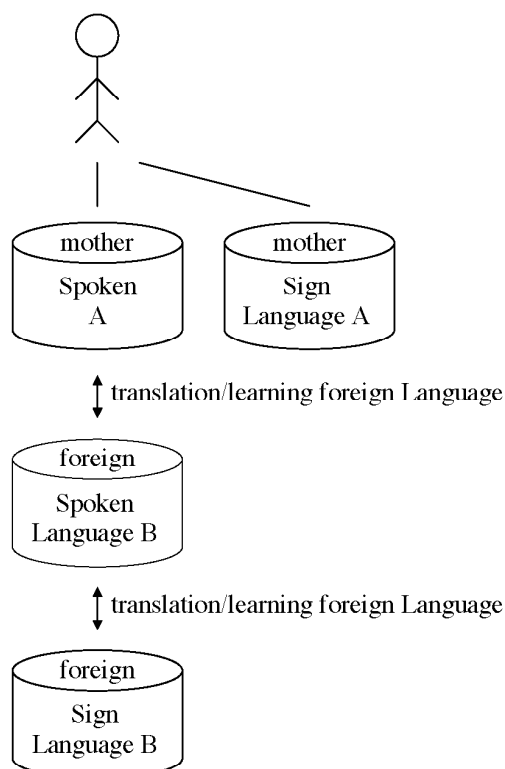 mother
Spoken
A
mother
Sign
Language A
translation/learning foreign Language
foreign
Spoken
Language B
translation/learning foreign Language
foreign
Sign
Language B